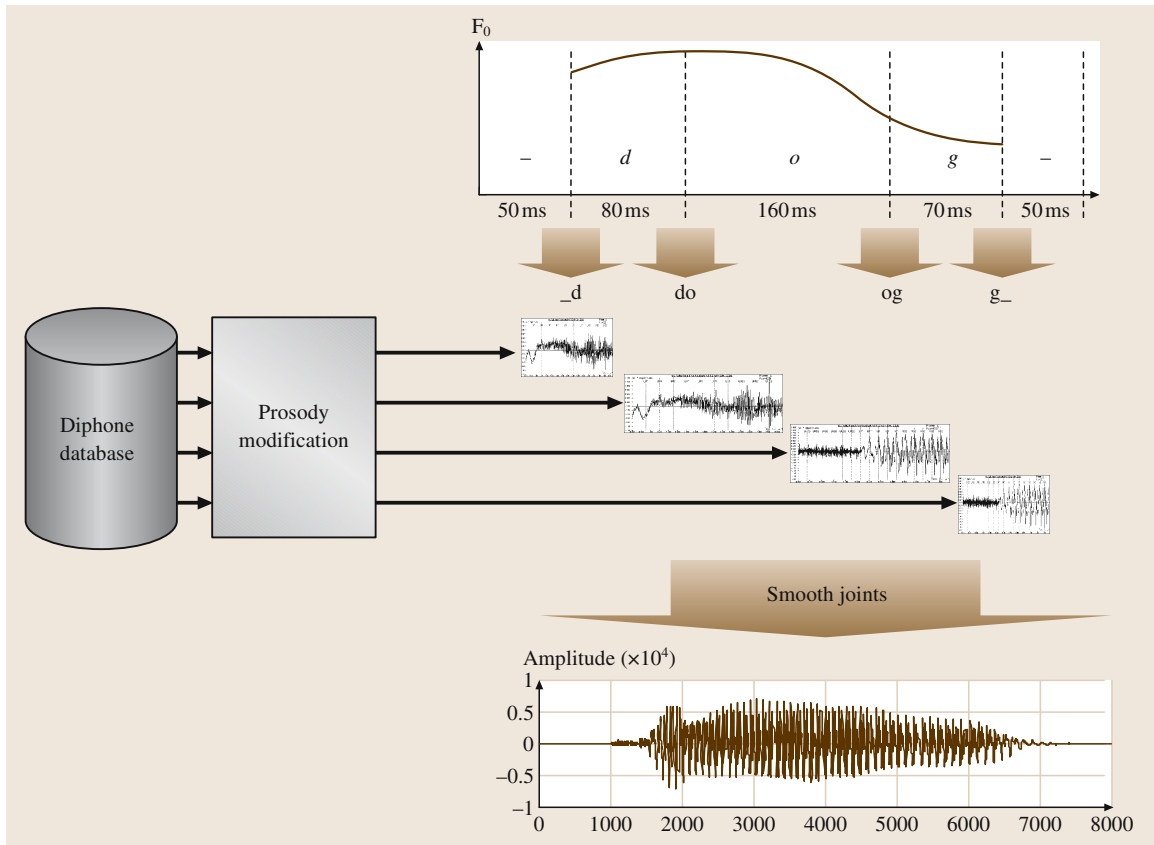 F₀
– d o g –
50 ms 80 ms 160 ms 70 ms 50 ms
_d do og g_
Diphone
database
Prosody
modification
Smooth joints
Amplitude (×10⁴)
1
0.5
0
–0.5
–1
0 1000 2000 3000 4000 5000 6000 7000 8000